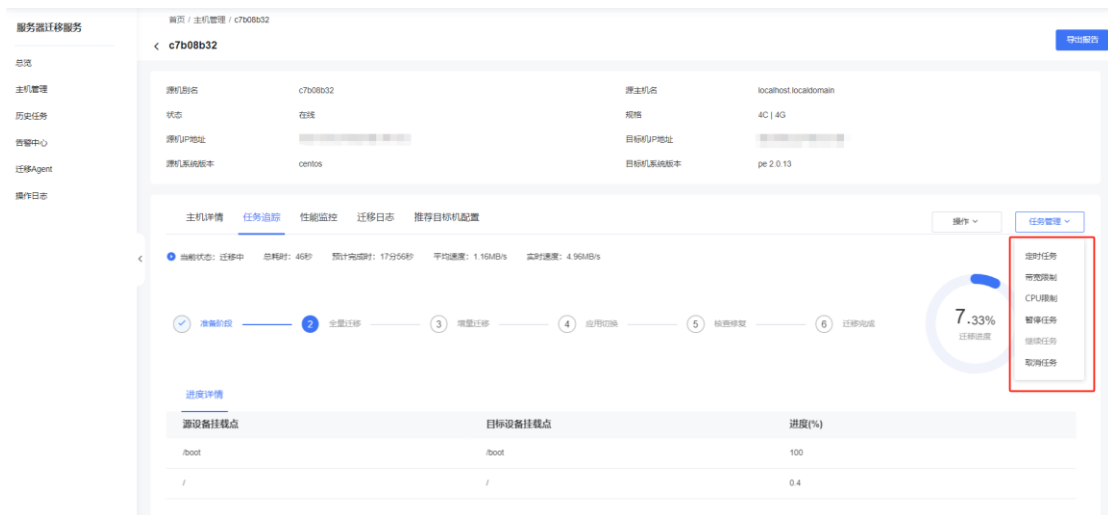 服务器迁移服务
总览
主机管理
历史任务
告警中心
迁移Agent
操作日志
首页 / 主机管理 / c7b08b32
c7b08b32
导出报告
源机别名 c7b08b32 源主机名 localhost.localdomain
状态 在线 规格 4C | 4G
源机IP地址 目标机IP地址
源机系统版本 centos 目标机系统版本 pe 2.0.13
主机详情 任务追踪 性能监控 迁移日志 推荐目标机配置 操作 任务管理
当前状态：迁移中 总耗时：46秒 预计完成时：17分56秒 平均速度：1.16MB/s 实时速度：4.96MB/s
准备阶段 2 全量迁移 3 增量迁移 4 应用切换 5 核查修复 6 迁移完成
7.33%
迁移进度
定时任务
带宽限制
CPU限制
暂停任务
继续任务
取消任务
进度详情
源设备挂载点 目标设备挂载点 进度(%)
/boot /boot 100
/ / 0.4